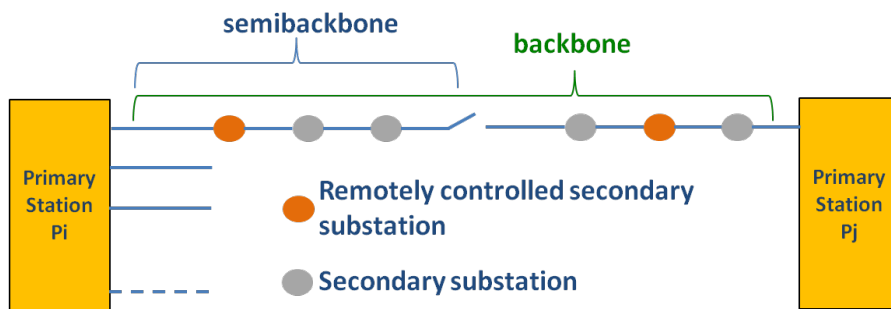 semibackbone
backbone
Primary
Station
Pi
Remotely controlled secondary
substation
Secondary substation
Primary
Station
Pj